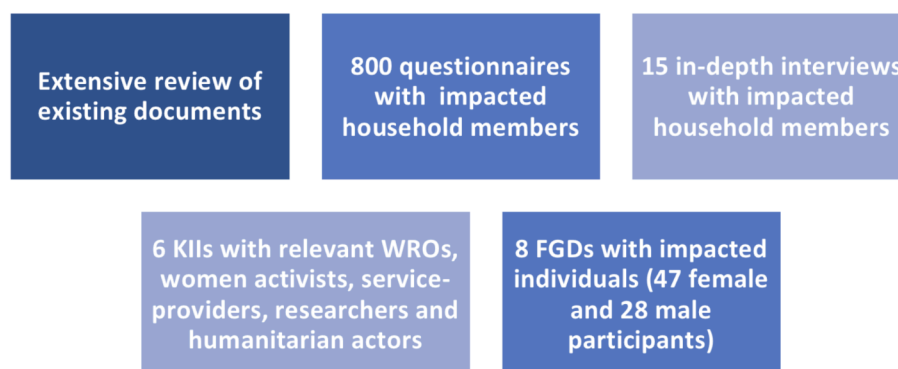 Extensive review of
existing documents
800 questionnaires
with impacted
household members
15 in-depth interviews
with impacted
household members
6 KIIs with relevant WROs,
women activists, service-
providers, researchers and
humanitarian actors
8 FGDs with impacted
individuals (47 female
and 28 male
participants)